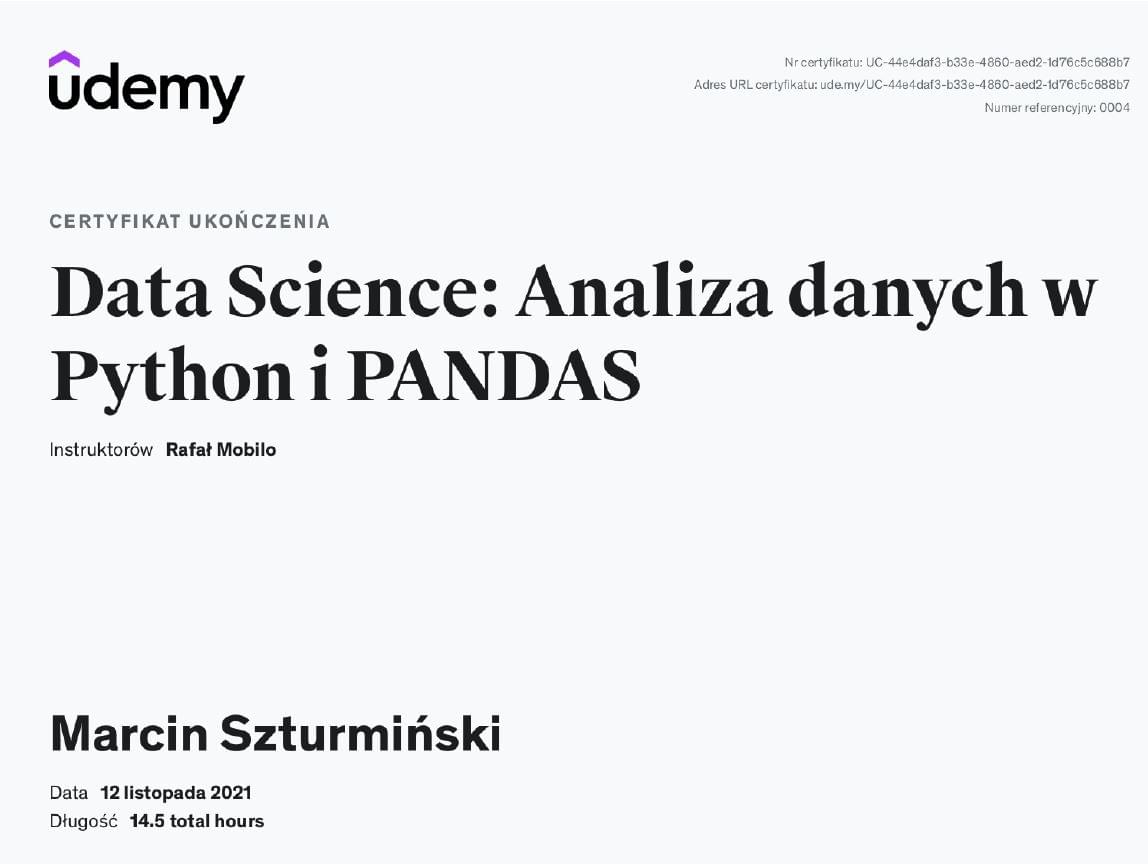 udemy
Nr certyfikatu: UC-44e4daf3-b33e-4860-aed2-1d76c5c688b7
Adres URL certyfikatu: ude.my/UC-44e4daf3-b33e-4860-aed2-1d76c5c688b7
Numer referencyjny: 0004
CERTYFIKAT UKOŃCZENIA
Data Science: Analiza danych w
Python i PANDAS
Instruktorów Rafał Mobilo
Marcin Szturmiński
Data 12 listopada 2021
Długość 14.5 total hours